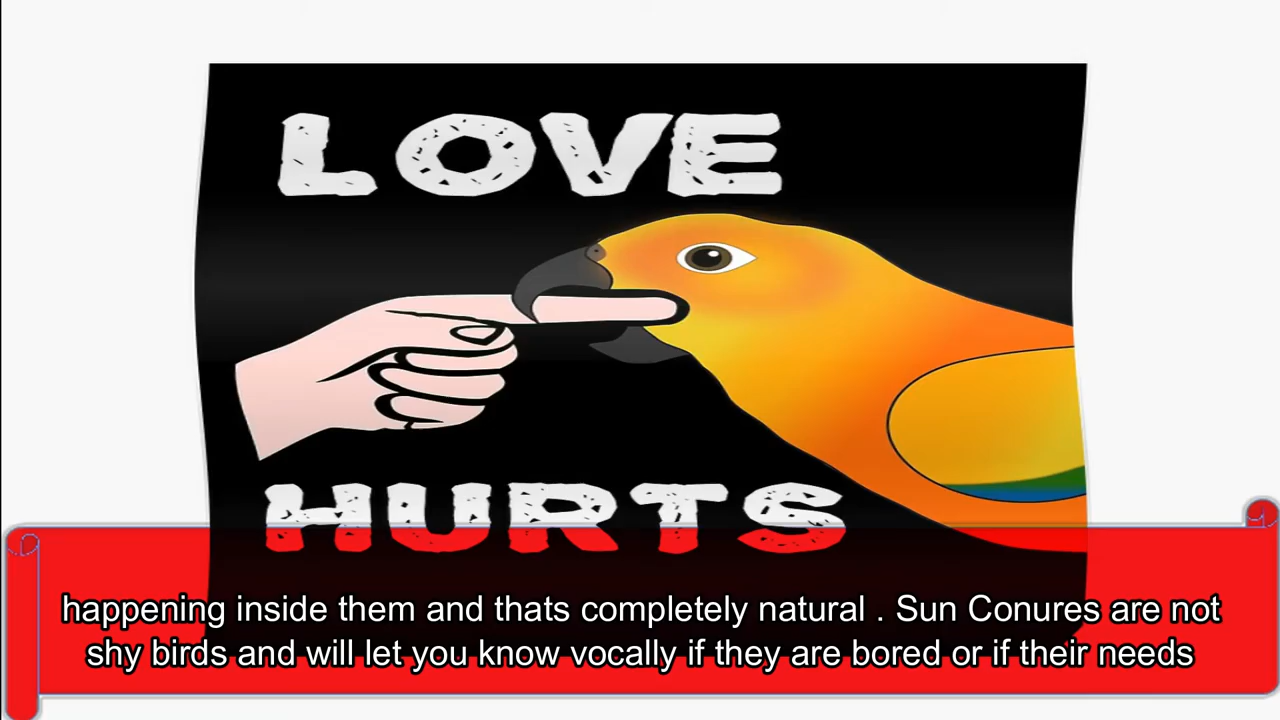 LOVE
HURTS
happening inside them and thats completely natural . Sun Conures are not
shy birds and will let you know vocally if they are bored or if their needs